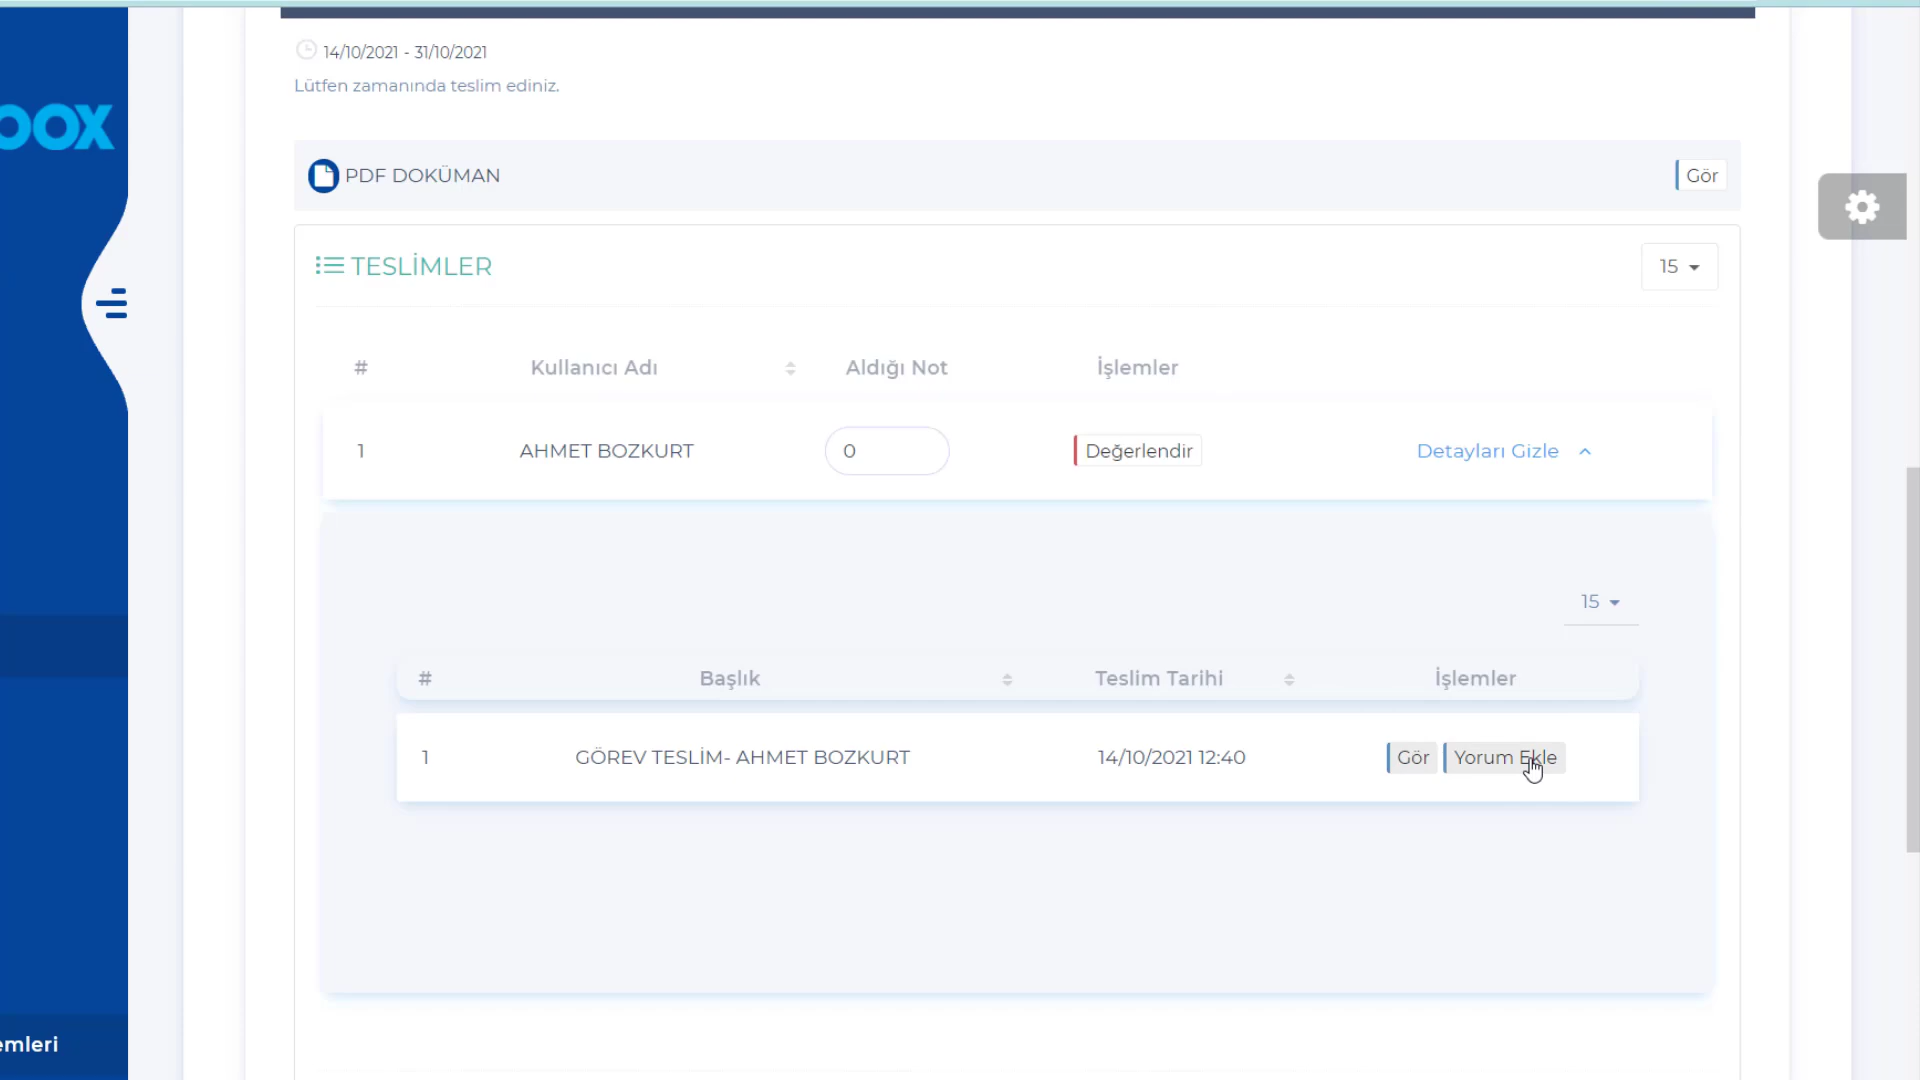 box
14/10/2021 - 31/10/2021
Lütfen zamanında teslim ediniz.
PDF DOKÜMAN
Gör
TESLİMLER
15
# Kullanıcı Adı Aldığı Not İşlemler
1 AHMET BOZKURT 0 Değerlendir Detayları Gizle
15
# Başlık Teslim Tarihi İşlemler
1 GÖREV TESLİM- AHMET BOZKURT 14/10/2021 12:40 Gör Yorum Ekle
emleri